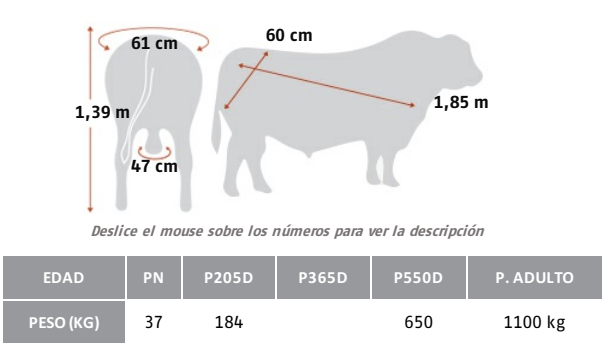 61 cm
60 cm
1,39 m
1,85 m
47 cm
Deslice el mouse sobre los números para ver la descripción
EDAD PN P205D P365D P550D P. ADULTO
PESO (KG) 37 184 650 1100 kg